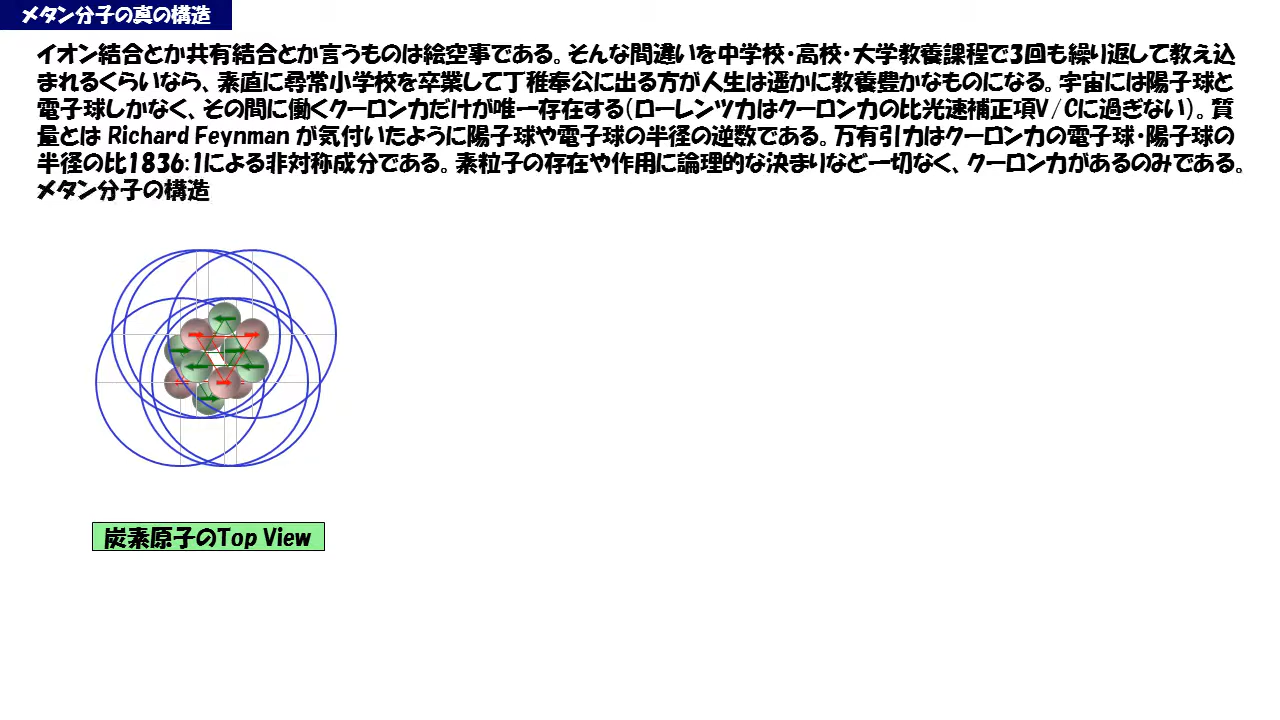 メタン分子の真の構造
イオン結合とか共有結合とか言うものは絵空事である。そんな間違いを中学校・高校・大学教養課程で3回も繰り返して教え込
まれるくらいなら、素直に尋常小学校を卒業して丁稚奉公に出る方が人生は遥かに教養豊かなものになる。宇宙には陽子球と
電子球しかなく、その間に働くクーロン力だけが唯一存在する(ローレンツ力はクーロン力の比光速補正項V/Cに過ぎない)。質
量とは Richard Feynman が気付いたように陽子球や電子球の半径の逆数である。万有引力はクーロン力の電子球・陽子球の
半径の比1836:1による非対称成分である。素粒子の存在や作用に論理的な決まりなど一切なく、クーロン力があるのみである。
メタン分子の構造
炭素原子のTop View